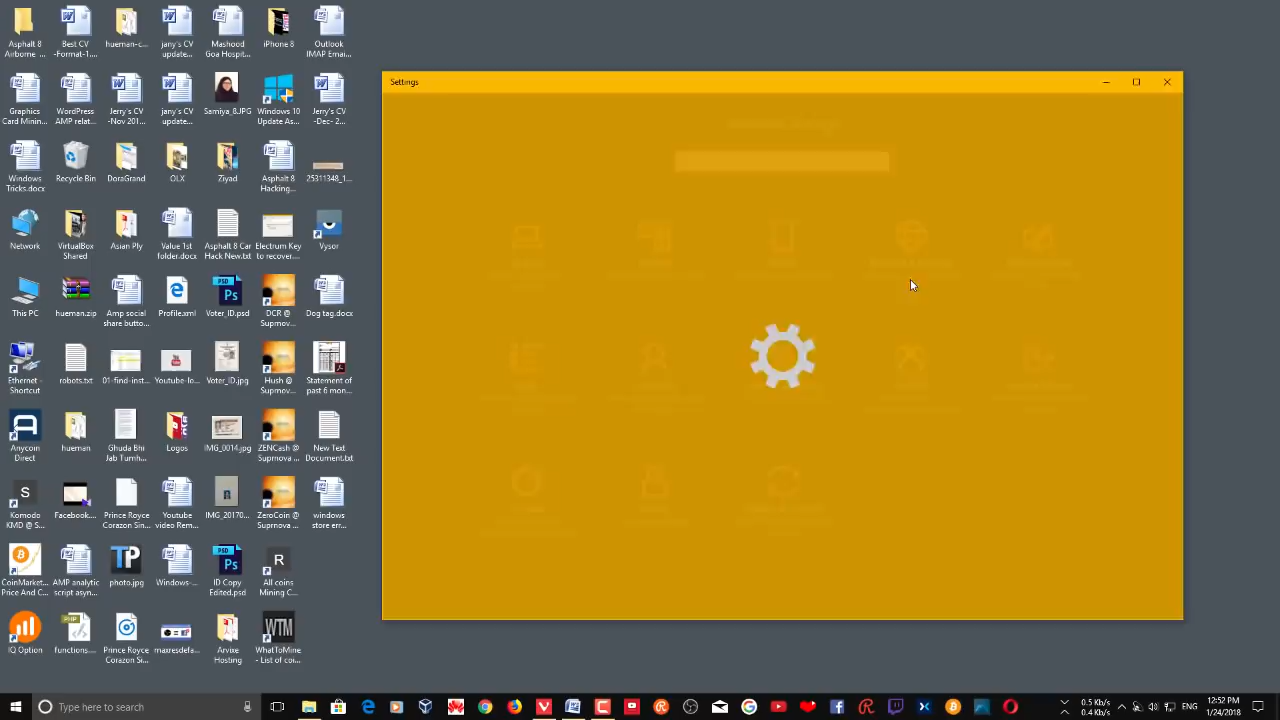 Asphalt 8
Airborne ...
Best CV
-Format-1...
hueman-c...
jany's CV
update...
Mashood
Goa Hospit...
iPhone 8
Outlook
IMAP Emai...
Graphics
Card Minin...
WordPress
AMP relat...
Jerry's CV
-Nov 201...
jany's CV
update...
Samiya_8.JPG
Windows 10
Update As...
Jerry's CV
-Dec- 2...
Windows
Tricks.docx
Recycle Bin
DoraGrand
OLX
Ziyad
Asphalt 8
Hacking...
25311348_1...
Network
VirtualBox
Shared
Asian Ply
Value 1st
folder.docx
Asphalt 8 Car
Hack New.txt
Electrum Key
to recover...
Vysor
This PC
hueman.zip
Amp social
share butto...
Profile.xml
Voter_ID.psd
DCR @
Suprnov...
Dog tag.docx
Ethernet -
Shortcut
robots.txt
01-find-inst...
Youtube-lo...
Voter_ID.jpg
Hush @
Suprnov...
Statement of
past 6 mon...
Anycoin
Direct
hueman
Ghuda Bhi
Jab Tumh...
Logos
IMG_0014.jpg
ZENCash @
Suprnova ...
New Text
Document.txt
Komodo
KMD @ S...
Facebook....
Prince Royce
Corazon Sin...
Youtube
video Rem...
IMG_20170...
ZeroCoin @
Suprnova ...
windows
store err...
CoinMarket...
Price And C...
AMP analytic
script asyn...
photo.jpg
Windows-...
ID Copy
Edited.psd
All coins
Mining C...
IQ Option
functions....
Prince Royce
Corazon Si...
maxresdefa...
Arvixe
Hosting
WhatToMine
- List of coi...
Settings
Type here to search
0.5 Kb/s
0.4 Kb/s
ENG
12:52 PM
1/24/2018